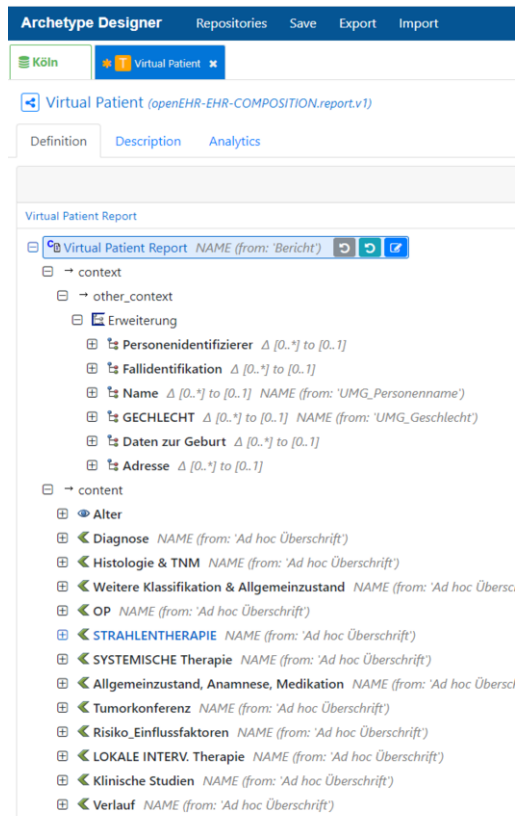 Archetype Designer Repositories Save Export Import
Köln T Virtual Patient
Virtual Patient (openEHR-EHR-COMPOSITION.report.v1)
Definition Description Analytics
Virtual Patient Report
Virtual Patient Report NAME (from: 'Bericht')
→ context
→ other_context
Erweiterung
Personenidentifizierer Δ [0..*] to [0..1]
Fallidentifikation Δ [0..*] to [0..1]
Name Δ [0..*] to [0..1] NAME (from: 'UMG_Personenname')
GECHLECHT Δ [0..*] to [0..1] NAME (from: 'UMG_Geschlecht')
Daten zur Geburt Δ [0..*] to [0..1]
Adresse Δ [0..*] to [0..1]
→ content
Alter
Diagnose NAME (from: 'Ad hoc Überschrift')
Histologie & TNM NAME (from: 'Ad hoc Überschrift')
Weitere Klassifikation & Allgemeinzustand NAME (from: 'Ad hoc Übersch
OP NAME (from: 'Ad hoc Überschrift')
STRAHLENTHERAPIE NAME (from: 'Ad hoc Überschrift')
SYSTEMISCHE Therapie NAME (from: 'Ad hoc Überschrift')
Allgemeinzustand, Anamnese, Medikation NAME (from: 'Ad hoc Übersch
Tumorkonferenz NAME (from: 'Ad hoc Überschrift')
Risiko_Einflussfaktoren NAME (from: 'Ad hoc Überschrift')
LOKALE INTERV. Therapie NAME (from: 'Ad hoc Überschrift')
Klinische Studien NAME (from: 'Ad hoc Überschrift')
Verlauf NAME (from: 'Ad hoc Überschrift')